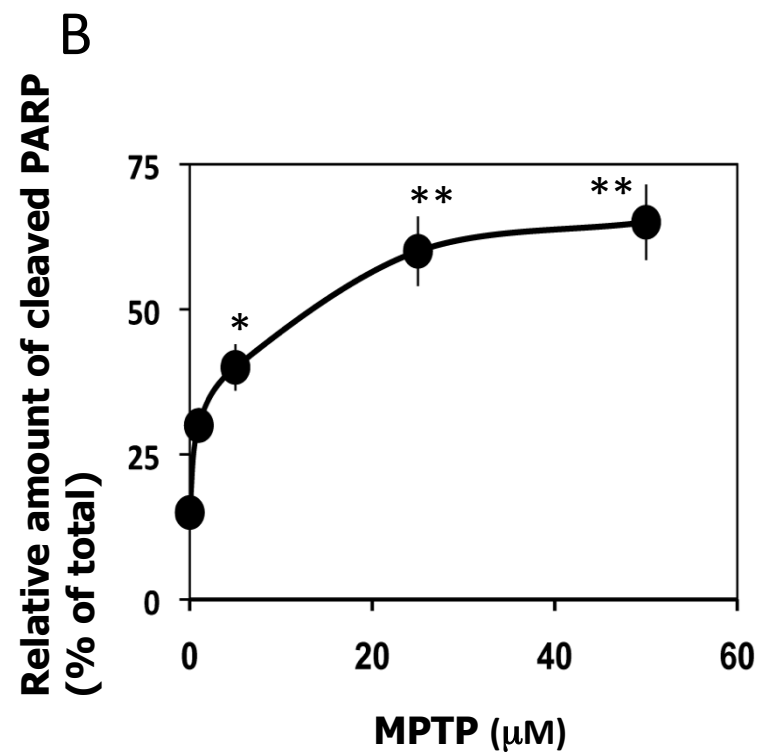 B
Relative amount of cleaved PARP
(% of total)
75
50
25
0
*
**
**
0 20 40 60
MPTP (μM)